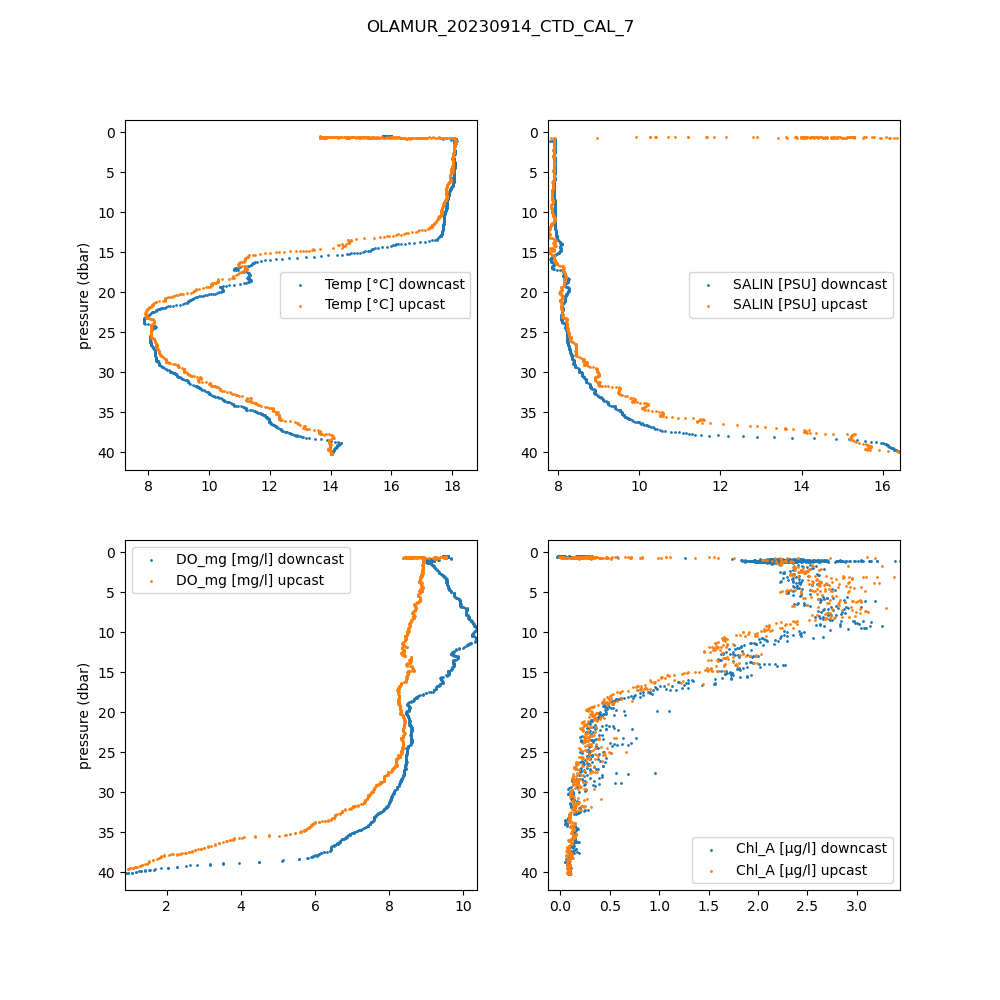 OLAMUR_20230914_CTD_CAL_7
0
5
10
15
20
25
30
35
40
pressure (dbar)
8 10 12 14 16 18
Temp [°C] downcast
Temp [°C] upcast
0
5
10
15
20
25
30
35
40
8 10 12 14 16
SALIN [PSU] downcast
SALIN [PSU] upcast
0
5
10
15
20
25
30
35
40
pressure (dbar)
2 4 6 8 10
DO_mg [mg/l] downcast
DO_mg [mg/l] upcast
0
5
10
15
20
25
30
35
40
0.0 0.5 1.0 1.5 2.0 2.5 3.0
Chl_A [µg/l] downcast
Chl_A [µg/l] upcast